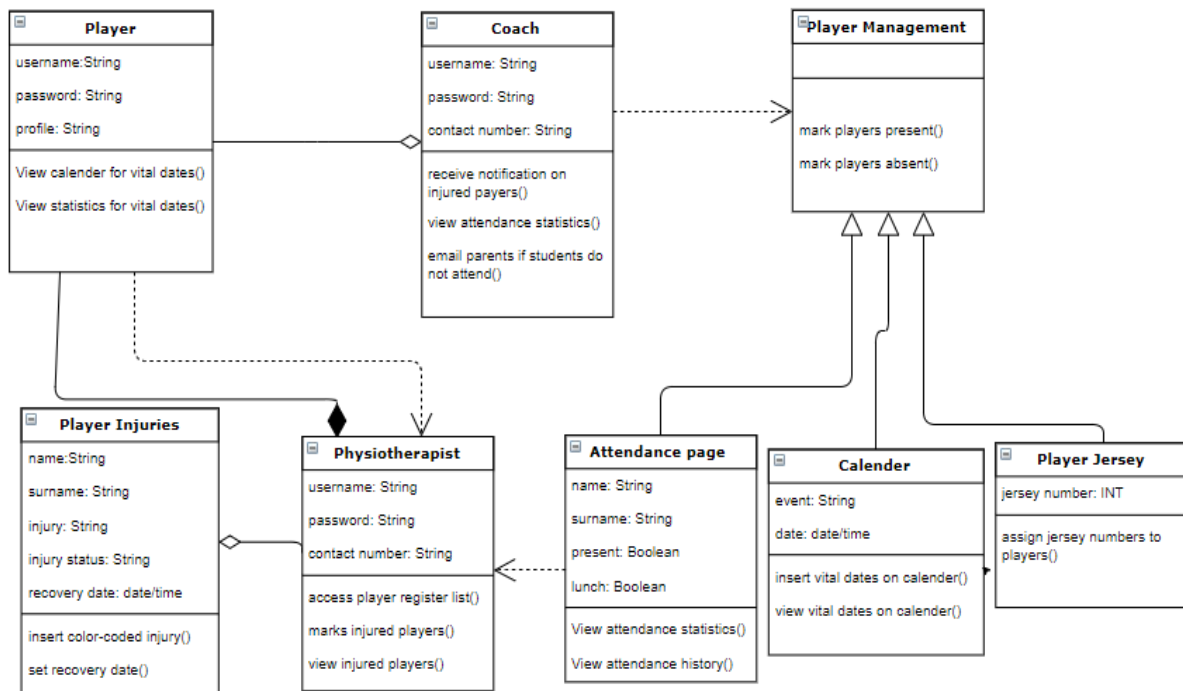 Player
username:String
password: String
profile: String
View calender for vital dates()
View statistics for vital dates()
Coach
username: String
password: String
contact number: String
receive notification on
injured payers()
view attendance statistics()
email parents if students do
not attend()
Player Management
mark players present()
mark players absent()
Player Injuries
name:String
surname: String
injury: String
injury status: String
recovery date: date/time
insert color-coded injury()
set recovery date()
Physiotherapist
username: String
password: String
contact number: String
access player register list()
marks injured players()
view injured players()
Attendance page
name: String
surname: String
present: Boolean
lunch: Boolean
View attendance statistics()
View attendance history()
Calender
event: String
date: date/time
insert vital dates on calender()
view vital dates on calender()
Player Jersey
jersey number: INT
assign jersey numbers to
players()